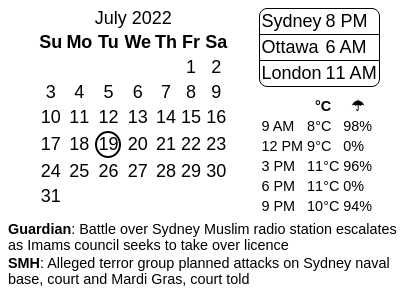 July 2022
Su Mo Tu We Th Fr Sa
1 2
3 4 5 6 7 8 9
10 11 12 13 14 15 16
17 18 19 20 21 22 23
24 25 26 27 28 29 30
31
Sydney 8 PM
Ottawa 6 AM
London 11 AM
°C ☂
9 AM 8°C 98%
12 PM 9°C 0%
3 PM 11°C 96%
6 PM 11°C 0%
9 PM 10°C 94%
Guardian: Battle over Sydney Muslim radio station escalates
as Imams council seeks to take over licence
SMH: Alleged terror group planned attacks on Sydney naval
base, court and Mardi Gras, court told